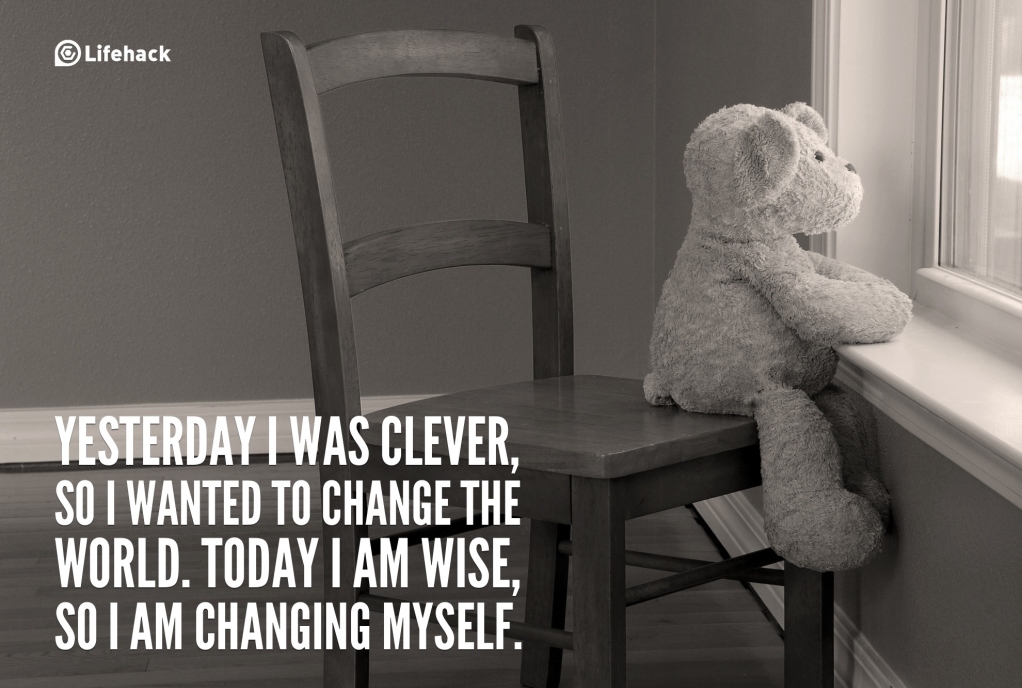 Lifehack
YESTERDAY I WAS CLEVER,
SO I WANTED TO CHANGE THE
WORLD. TODAY I AM WISE,
SO I AM CHANGING MYSELF.